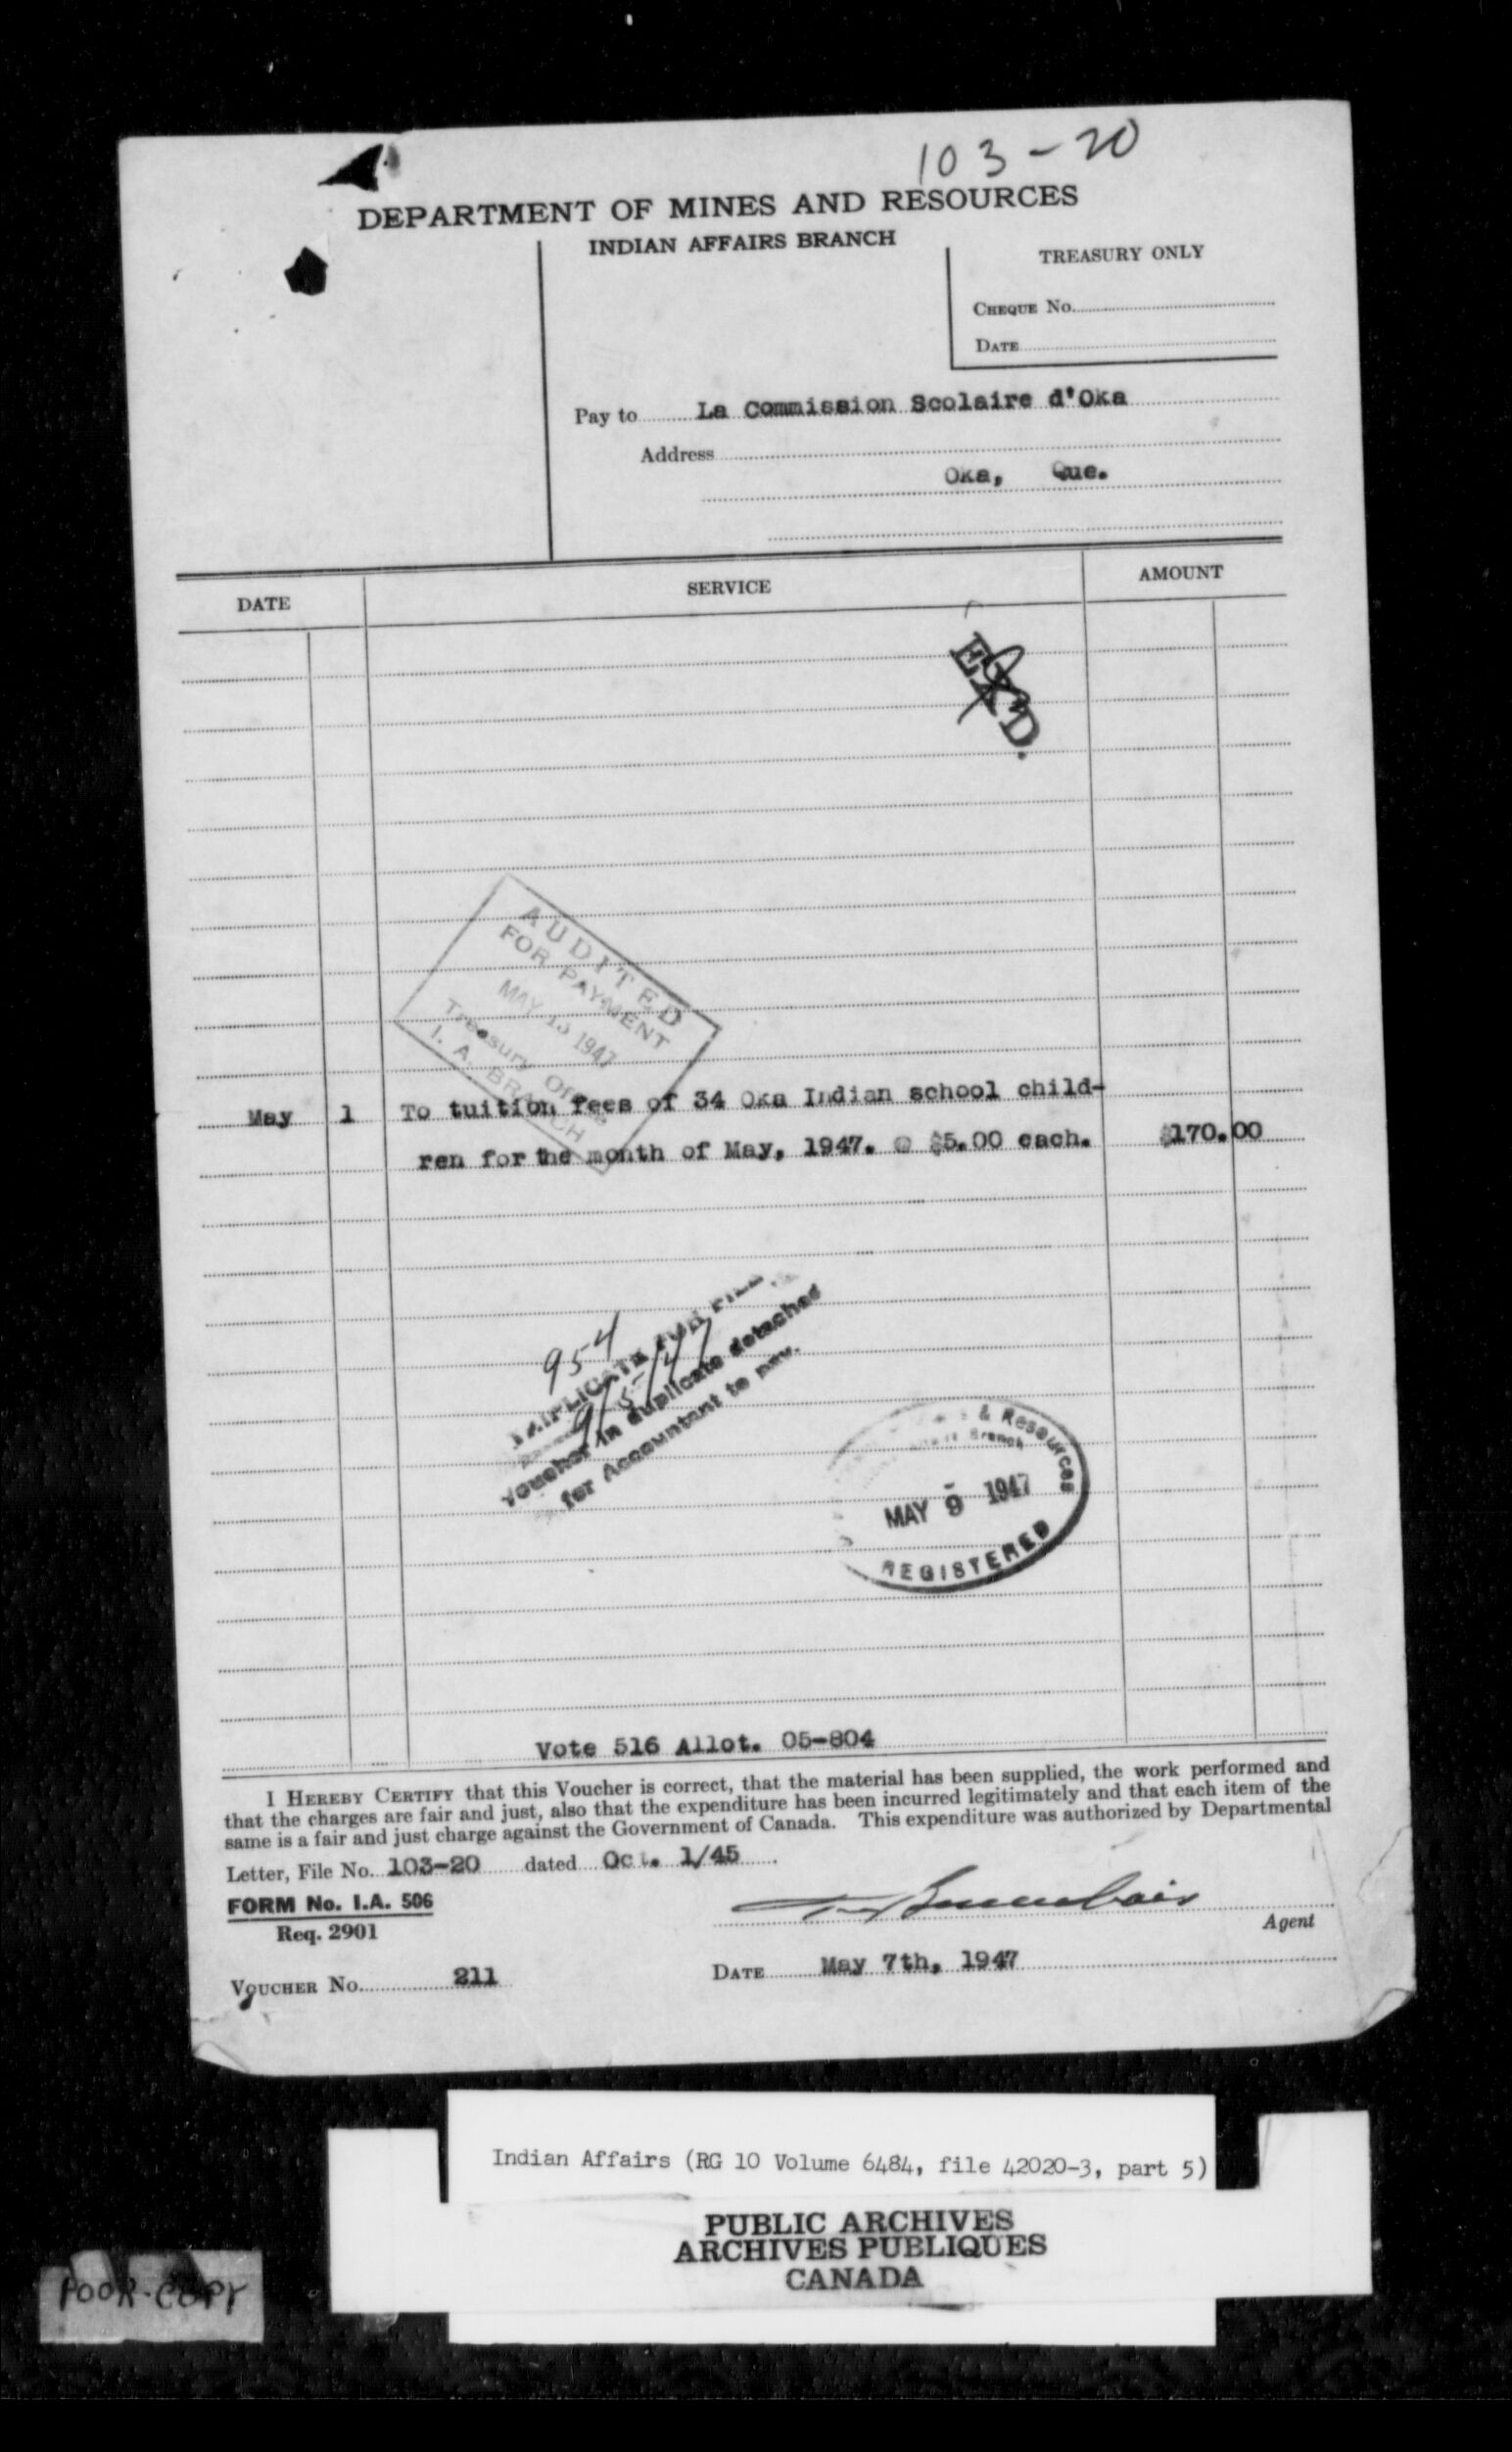 103-20
DEPARTMENT OF MINES AND RESOURCES
INDIAN AFFAIRS BRANCH
TREASURY ONLY
CHEQUE No.
DATE
Pay to La Commission Scolaire d'Oka
Address
Oka, Que.
DATE SERVICE AMOUNT
EX'D.
AUDITED
FOR PAYMENT
MAY 1947
Treasury Office
I. A. BRANCH
May 1 To tuition fees of 34 Oka Indian school child-
ren for the month of May, 1947. @ $5.00 each. $170.00
954
9/5/47
Voucher in duplicate detached
for Accountant to pay.
& Resources
Branch
MAY 9 1947
REGISTERED
Vote 516 Allot. 05-804
I HEREBY CERTIFY that this Voucher is correct, that the material has been supplied, the work performed and
that the charges are fair and just, also that the expenditure has been incurred legitimately and that each item of the
same is a fair and just charge against the Government of Canada. This expenditure was authorized by Departmental
Letter, File No. 103-20 dated Oct. 1/45
FORM No. I.A. 506
Req. 2901
Agent
VOUCHER No. 211
DATE May 7th, 1947
Indian Affairs (RG 10 Volume 6484, file 42020-3, part 5)
PUBLIC ARCHIVES
ARCHIVES PUBLIQUES
CANADA
POOR COPY